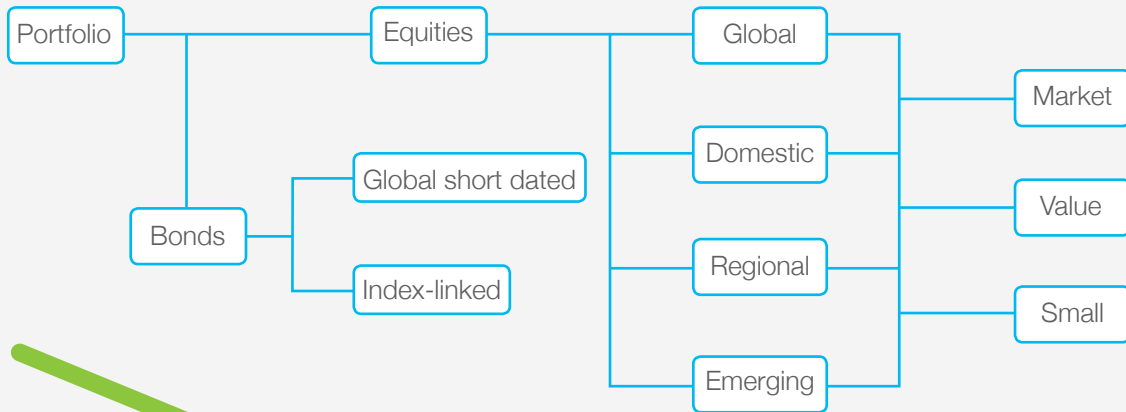 Portfolio
Equities
Global
Market
Domestic
Global short dated
Value
Bonds
Regional
Index-linked
Small
Emerging